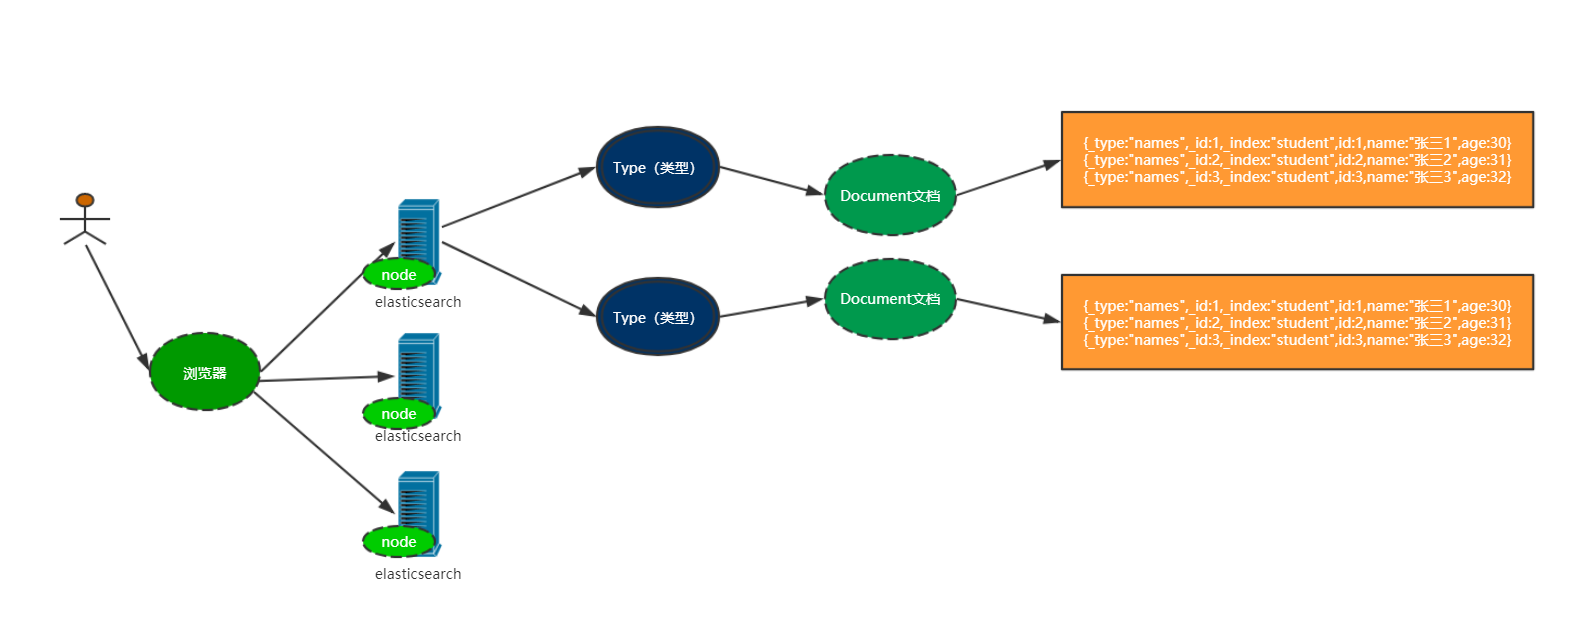 Type（类型）
Document文档
{_type:"names",_id:1,_index:"student",id:1,name:"张三1",age:30}
{_type:"names",_id:2,_index:"student",id:2,name:"张三2",age:31}
{_type:"names",_id:3,_index:"student",id:3,name:"张三3",age:32}
node
elasticsearch
Type（类型）
Document文档
{_type:"names",_id:1,_index:"student",id:1,name:"张三1",age:30}
{_type:"names",_id:2,_index:"student",id:2,name:"张三2",age:31}
{_type:"names",_id:3,_index:"student",id:3,name:"张三3",age:32}
浏览器
node
elasticsearch
node
elasticsearch